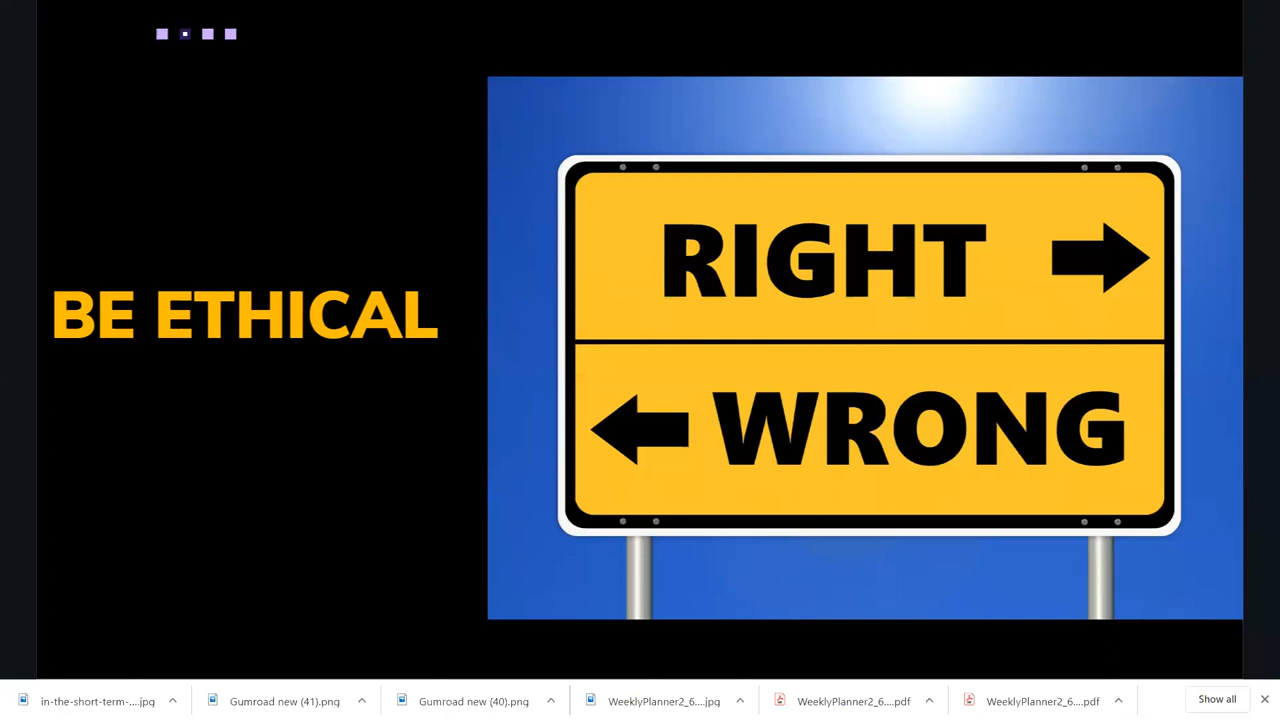 BE ETHICAL
RIGHT
WRONG
in-the-short-term-....jpg
Gumroad new (41).png
Gumroad new (40).png
WeeklyPlanner2_6....jpg
WeeklyPlanner2_6....pdf
WeeklyPlanner2_6....pdf
Show all